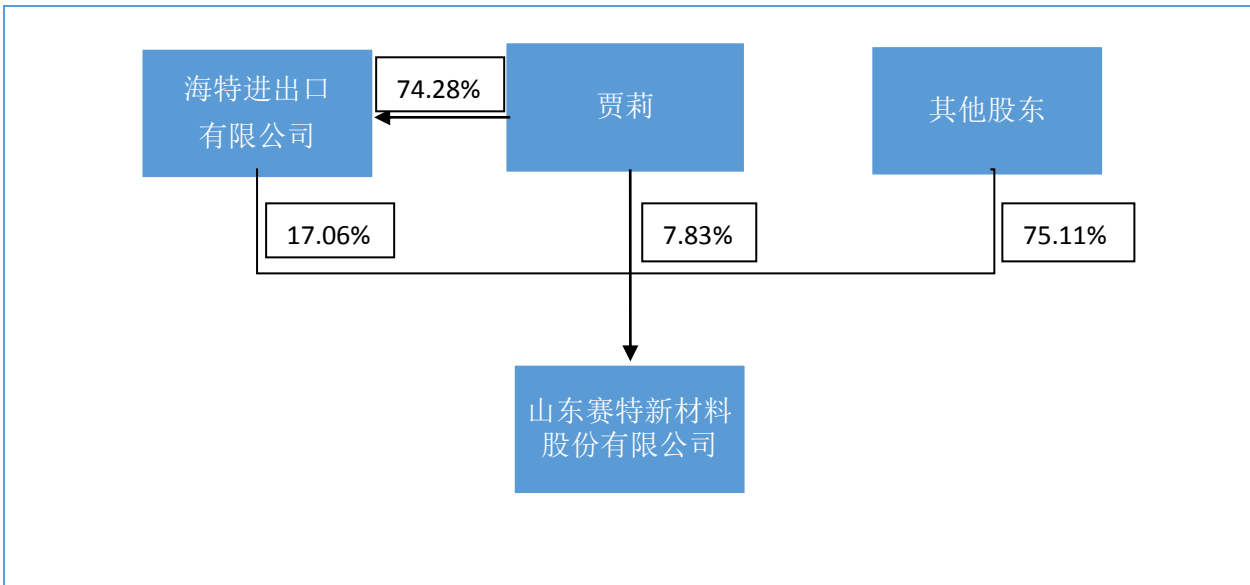 海特进出口
有限公司
74.28%
贾莉
其他股东
17.06%
7.83%
75.11%
山东赛特新材料
股份有限公司